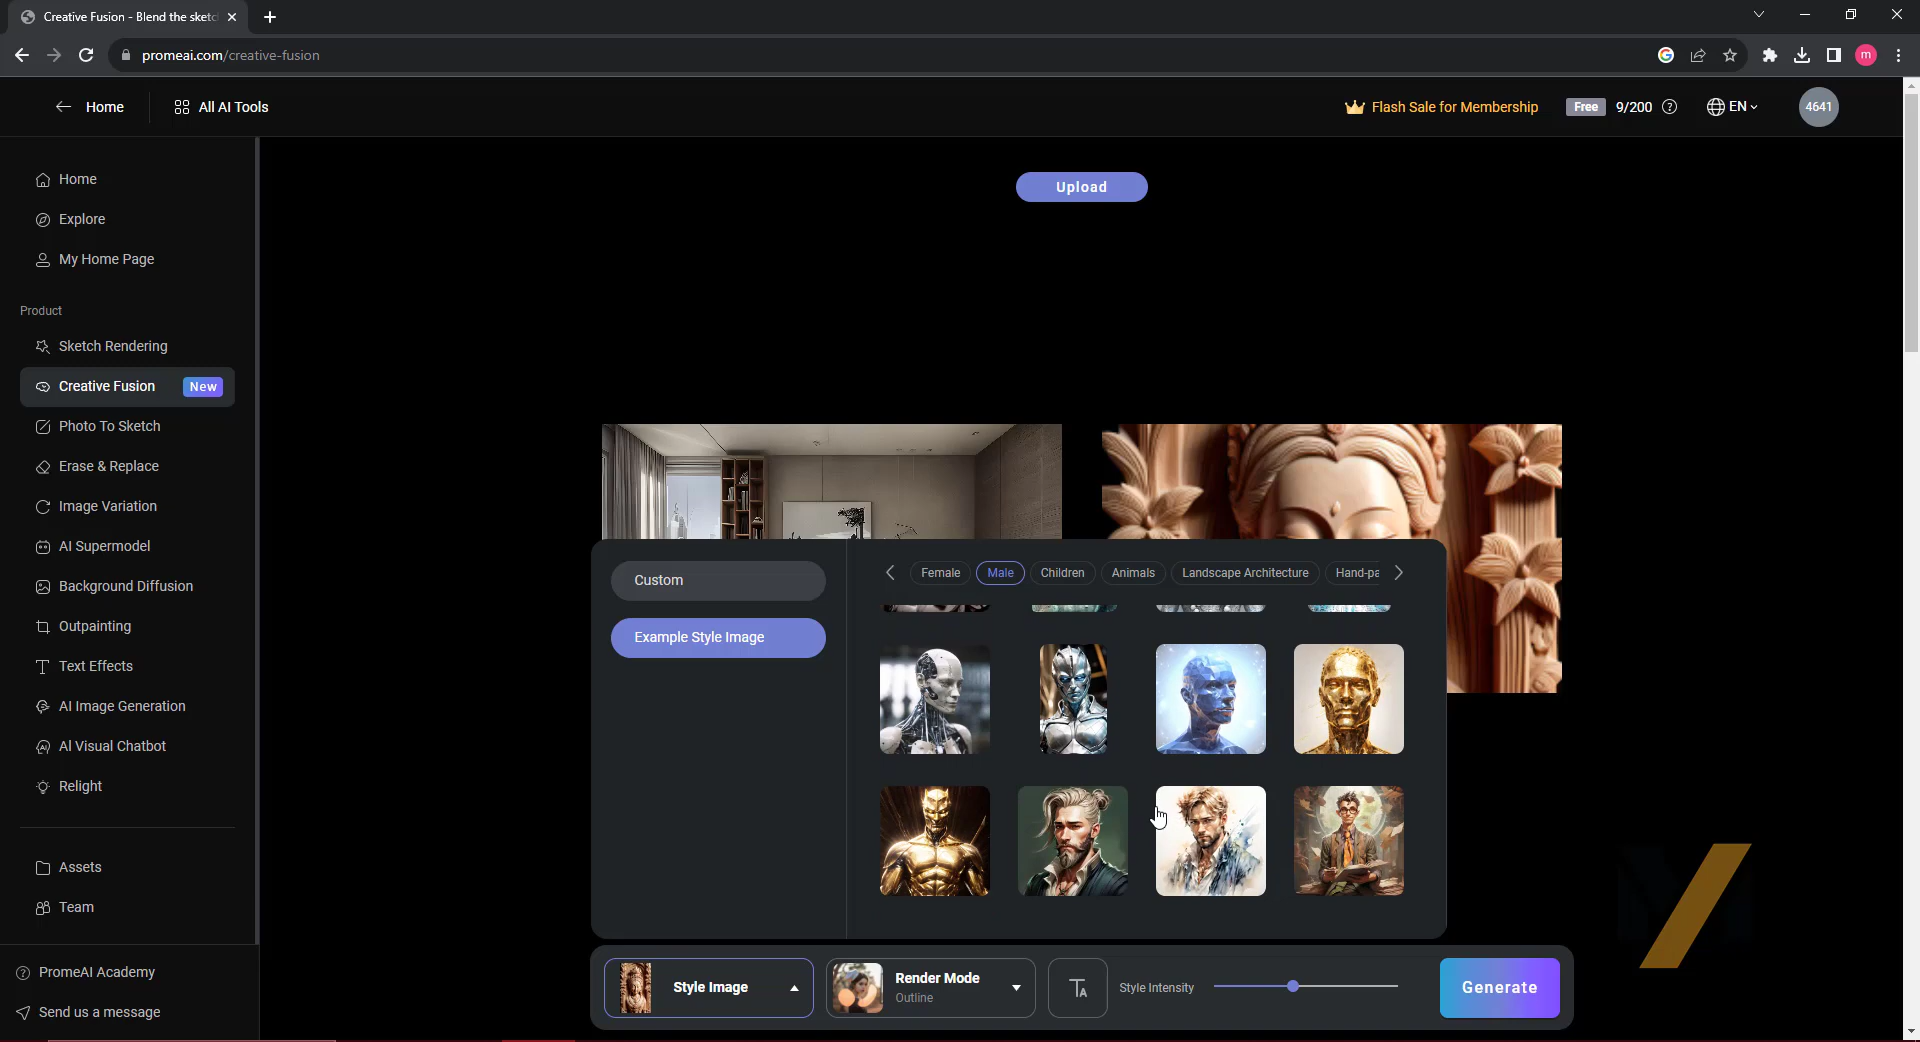 Creative Fusion - Blend the sketc
promeai.com/creative-fusion
m
Home
All AI Tools
Flash Sale for Membership
Free
9/200
EN
4641
Home
Explore
My Home Page
Product
Sketch Rendering
Creative Fusion
New
Photo To Sketch
Erase & Replace
Image Variation
AI Supermodel
Background Diffusion
Outpainting
Text Effects
AI Image Generation
AI Visual Chatbot
Relight
Assets
Team
PromeAI Academy
Send us a message
Upload
Custom
Example Style Image
Female
Male
Children
Animals
Landscape Architecture
Hand-pa
Style Image
Render Mode
Outline
Style Intensity
Generate